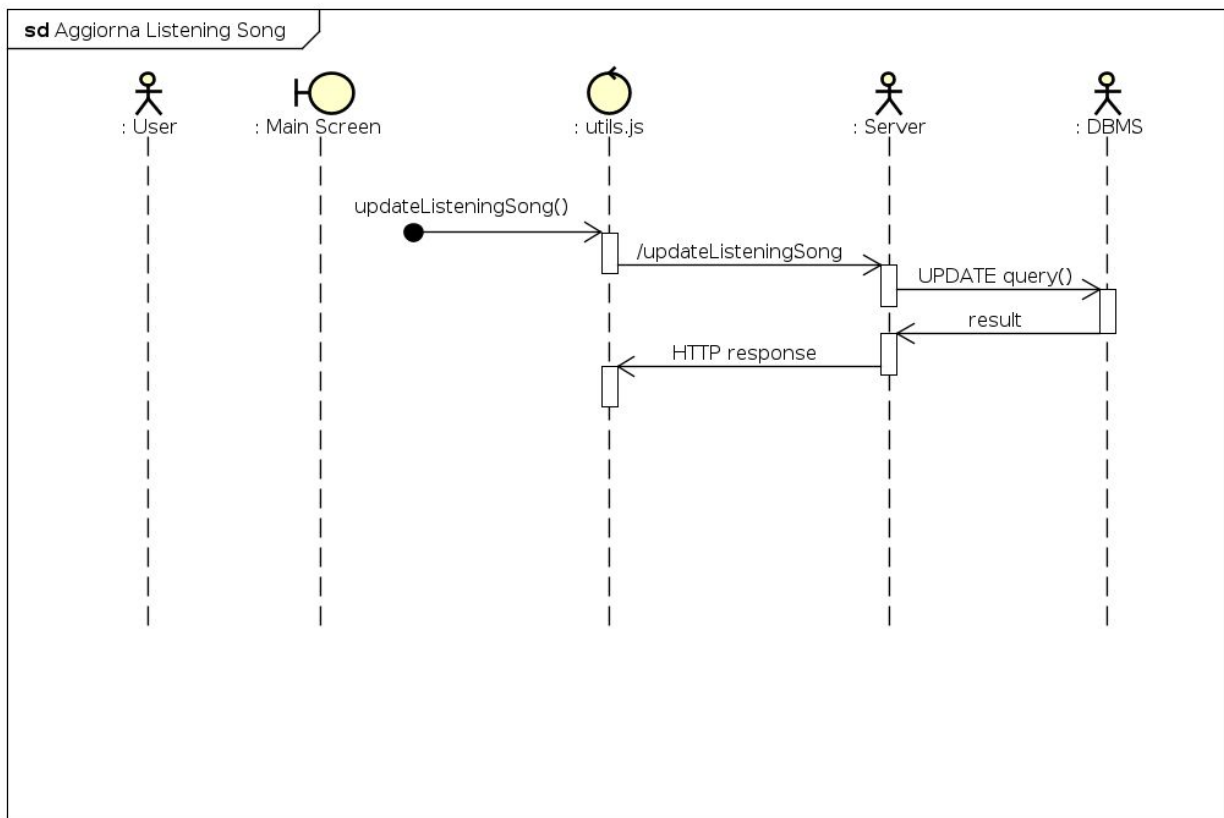 sd Aggiorna Listening Song
: User
: Main Screen
: utils.js
: Server
: DBMS
updateListeningSong()
/updateListeningSong
UPDATE query()
result
HTTP response